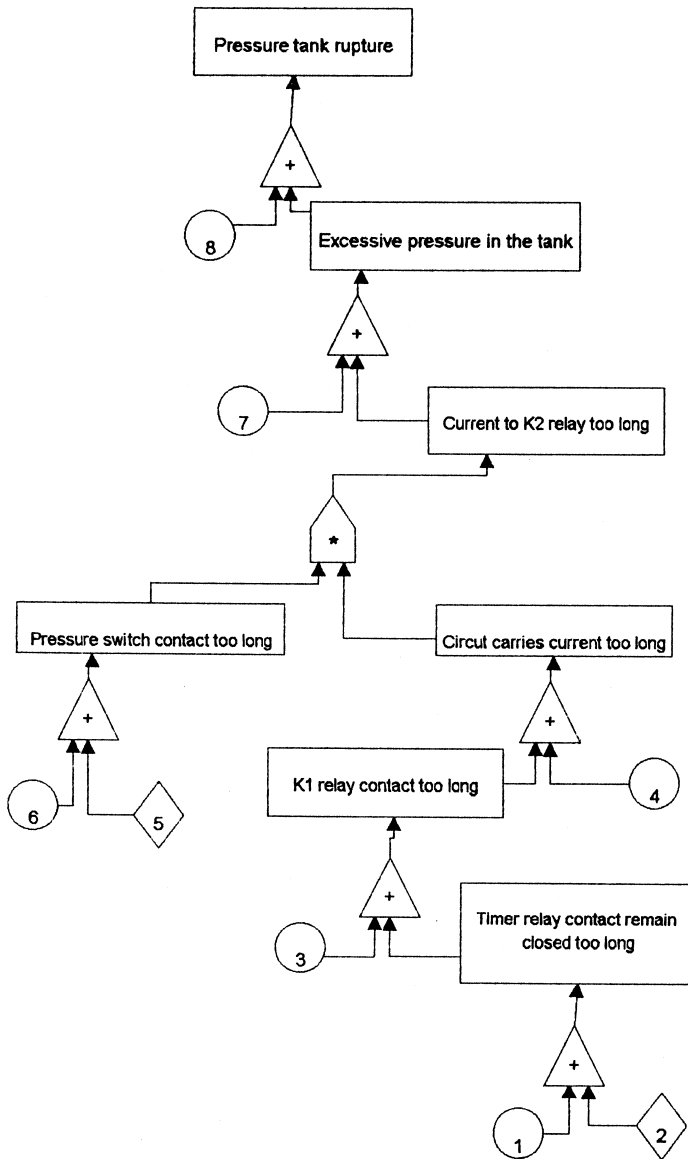 Pressure tank rupture
+
8
Excessive pressure in the tank
+
7
Current to K2 relay too long
*
Pressure switch contact too long
Circut carries current too long
+
+
6
5
K1 relay contact too long
4
+
3
Timer relay contact remain
closed too long
+
1
2